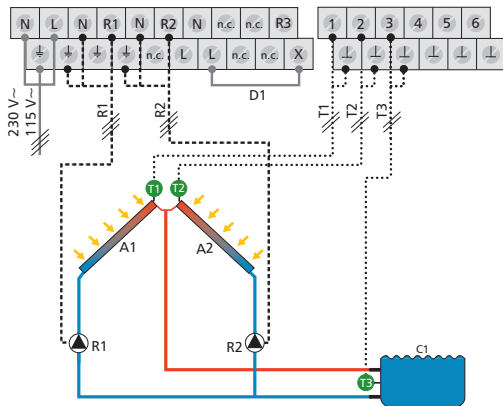 N L R1 N R2 N n.c. n.c. R3
n.c. L L n.c. n.c. X
1 2 3 4 5 6
D1
230 V~
115 V~
R1
R2
T1
T2
T3
T1 T2
A1 A2
R1 R2
C1
T3